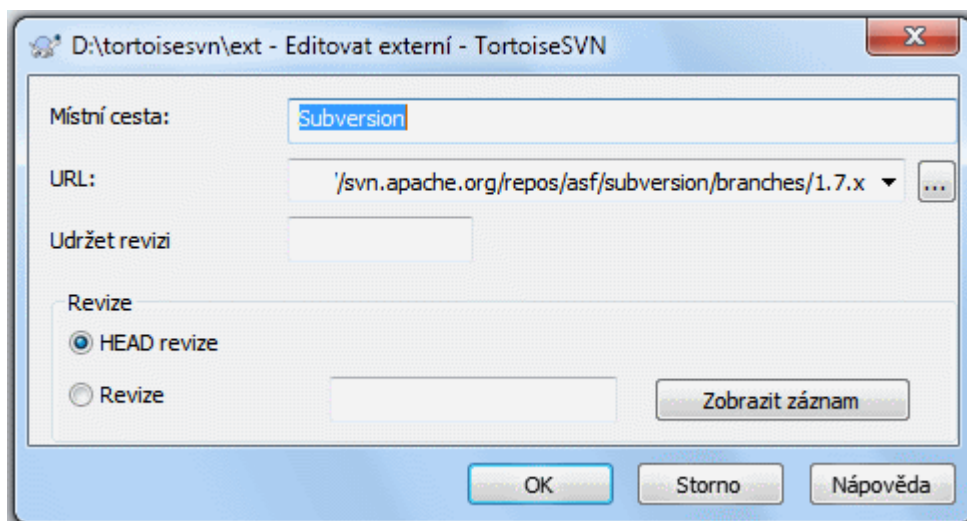 D:\tortoisesvn\ext - Editovat externí - TortoiseSVN
Místní cesta: Subversion
URL: '/svn.apache.org/repos/asf/subversion/branches/1.7.x ...
Udržet revizi
Revize
HEAD revize
Revize Zobrazit záznam
OK Storno Nápověda